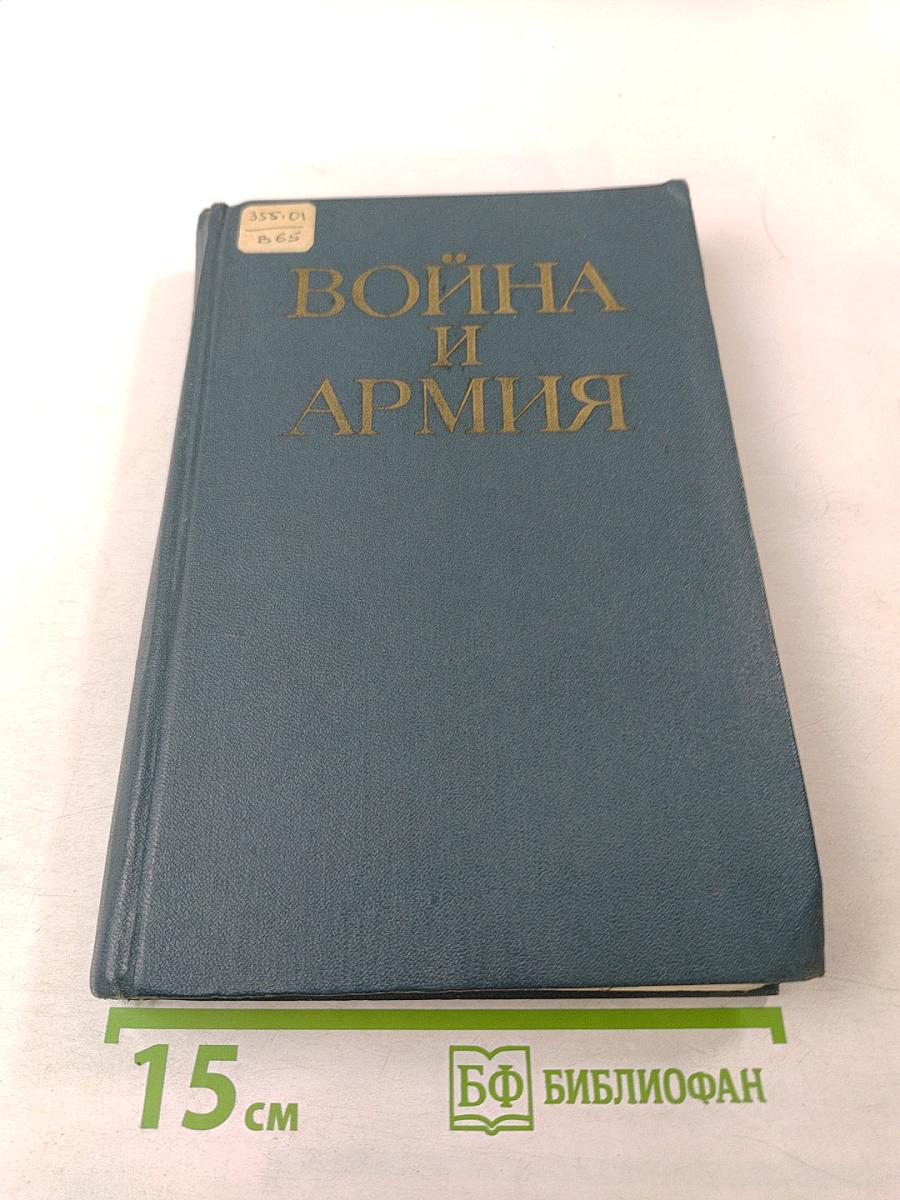 355.01
В65
ВОЙНА
И
АРМИЯ
15 см
БФ БИБЛИОФАН